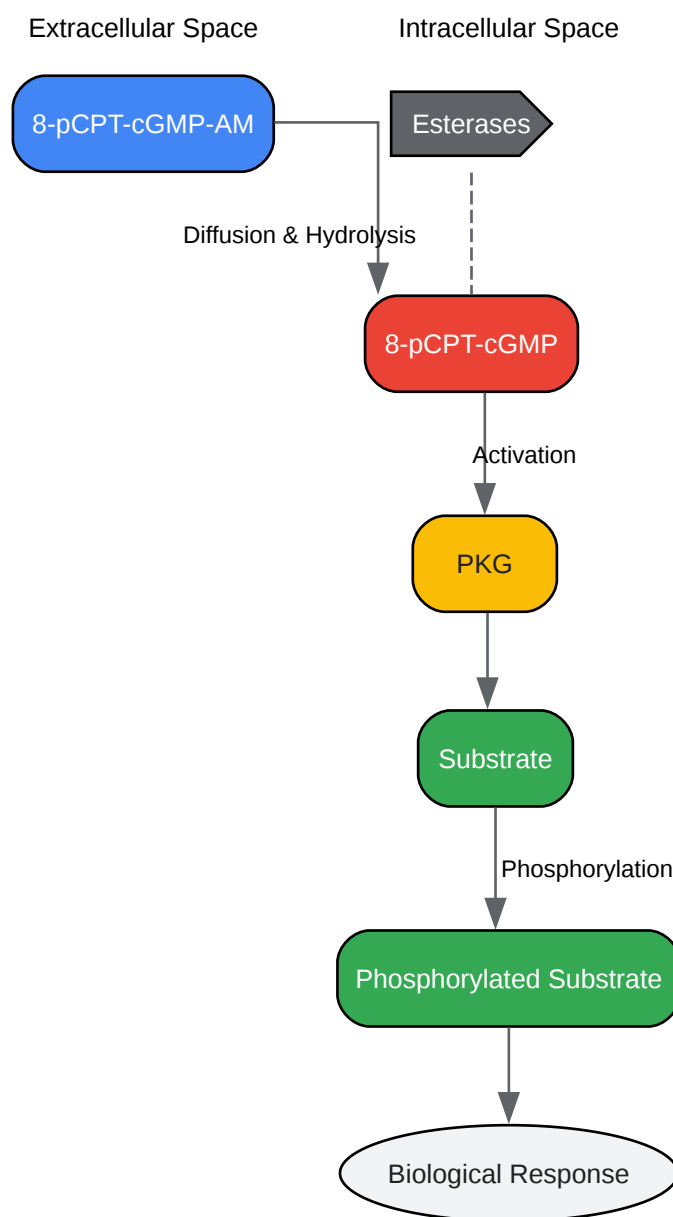 Extracellular Space
Intracellular Space
8-pCPT-cGMP-AM
Esterases
Diffusion & Hydrolysis
8-pCPT-cGMP
Activation
PKG
Substrate
Phosphorylation
Phosphorylated Substrate
Biological Response